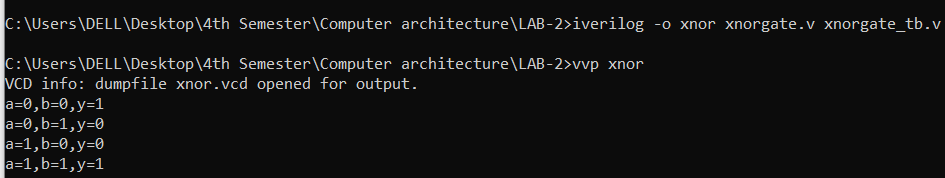 C:\Users\DELL\Desktop\4th Semester\Computer architecture\LAB-2>iverilog -o xnor xnorgate.v xnorgate_tb.v
C:\Users\DELL\Desktop\4th Semester\Computer architecture\LAB-2>vvp xnor
VCD info: dumpfile xnor.vcd opened for output.
a=0,b=0,y=1
a=0,b=1,y=0
a=1,b=0,y=0
a=1,b=1,y=1